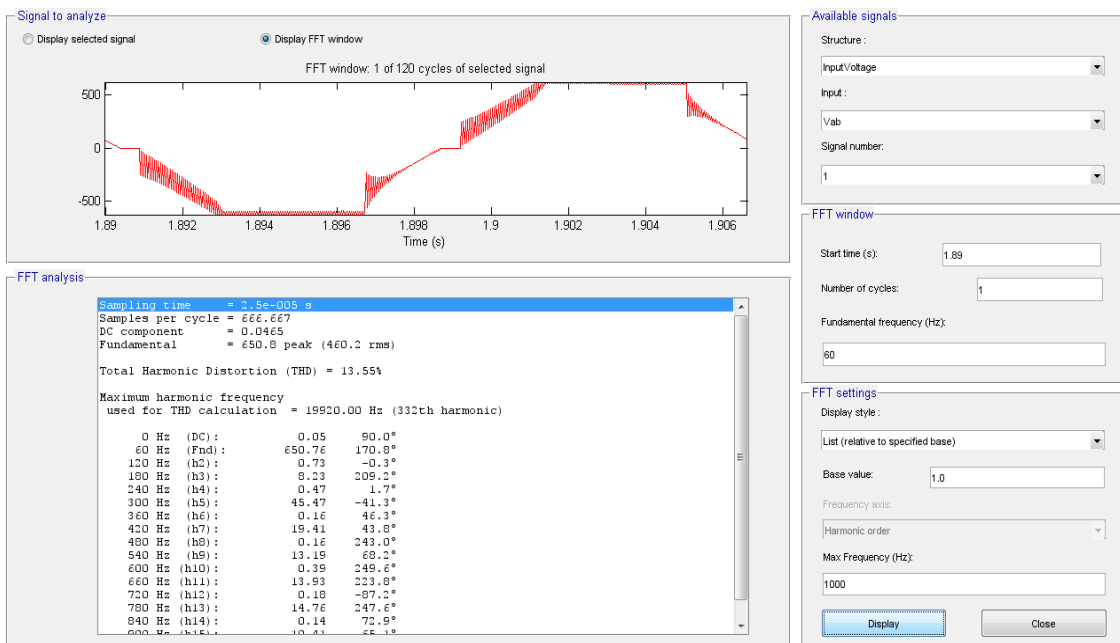 Signal to analyze
Display selected signal
Display FFT window
FFT window: 1 of 120 cycles of selected signal
500
0
-500
1.89 1.892 1.894 1.896 1.898 1.9 1.902 1.904 1.906
Time (s)
FFT analysis
Sampling time = 2.5e-005 s
Samples per cycle = 666.667
DC component = 0.0465
Fundamental = 650.8 peak (460.2 rms)
Total Harmonic Distortion (THD) = 13.55%
Maximum harmonic frequency
used for THD calculation = 19920.00 Hz (332th harmonic)
0 Hz (DC): 0.05 90.0°
60 Hz (Fnd): 650.76 170.8°
120 Hz (h2): 0.73 -0.3°
180 Hz (h3): 8.23 209.2°
240 Hz (h4): 0.47 1.7°
300 Hz (h5): 45.47 -41.3°
360 Hz (h6): 0.16 46.3°
420 Hz (h7): 19.41 43.8°
480 Hz (h8): 0.16 243.0°
540 Hz (h9): 13.19 68.2°
600 Hz (h10): 0.39 249.6°
660 Hz (h11): 13.93 223.8°
720 Hz (h12): 0.18 -87.2°
780 Hz (h13): 14.76 247.6°
840 Hz (h14): 0.14 72.9°
900 Hz (h15): 10.41 65.1°
Available signals
Structure :
InputVoltage
Input :
Vab
Signal number:
1
FFT window
Start time (s):
1.89
Number of cycles:
1
Fundamental frequency (Hz):
60
FFT settings
Display style :
List (relative to specified base)
Base value:
1.0
Frequency axis:
Harmonic order
Max Frequency (Hz):
1000
Display
Close